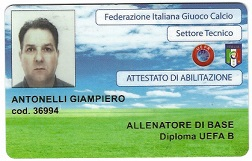 Federazione Italiana Giuoco Calcio
Settore Tecnico
ATTESTATO DI ABILITAZIONE
ANTONELLI GIAMPIERO
cod. 36994
ALLENATORE DI BASE
Diploma UEFA B